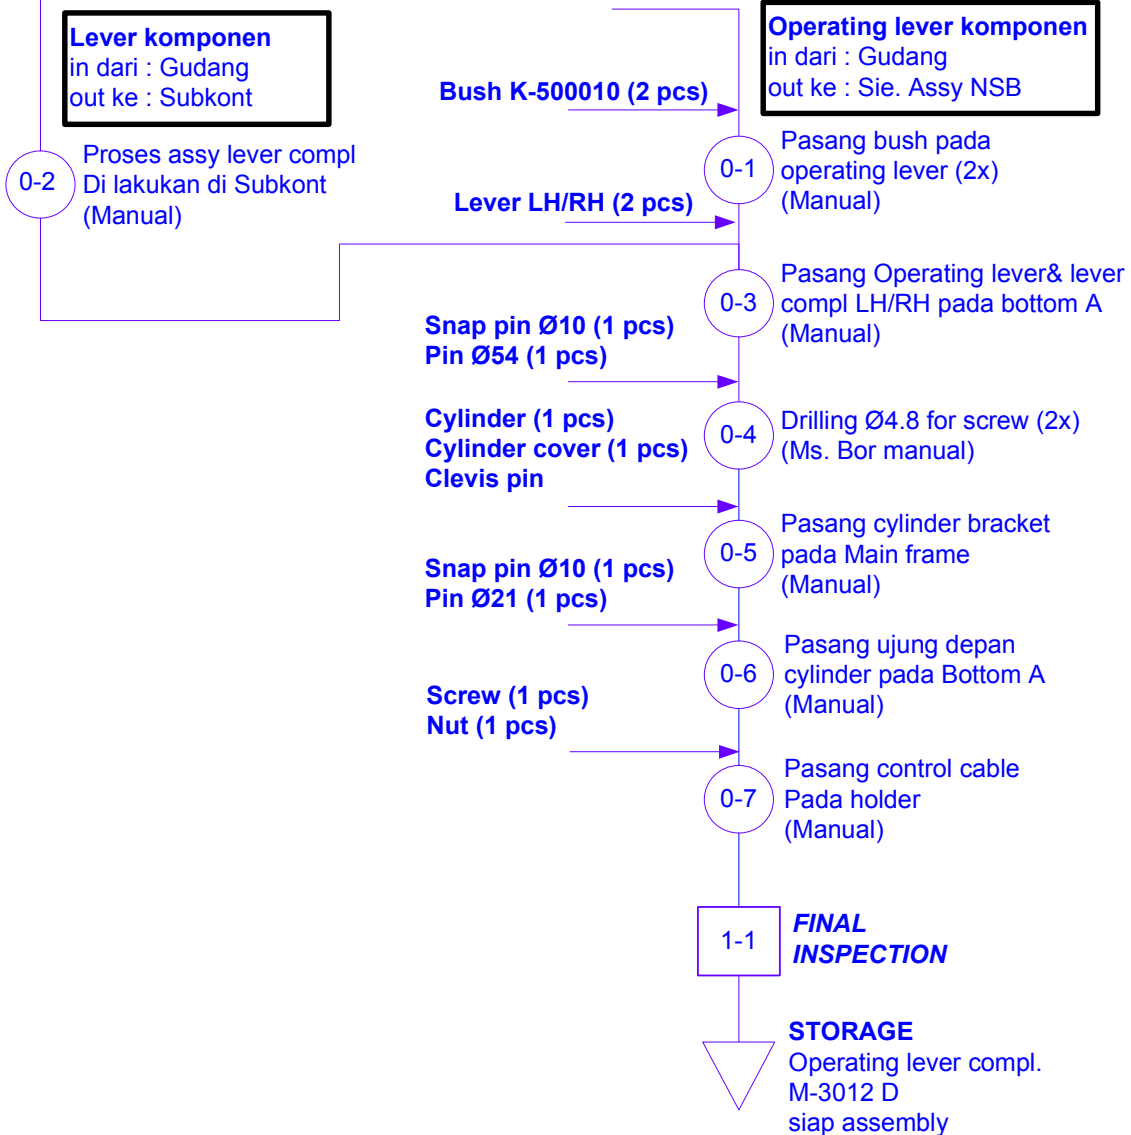 Lever komponen
in dari : Gudang
out ke : Subkont
Operating lever komponen
in dari : Gudang
out ke : Sie. Assy NSB
Bush K-500010 (2 pcs)
0-1
Pasang bush pada
operating lever (2x)
(Manual)
0-2
Proses assy lever compl
Di lakukan di Subkont
(Manual)
Lever LH/RH (2 pcs)
0-3
Pasang Operating lever& lever
compl LH/RH pada bottom A
(Manual)
Snap pin Ø10 (1 pcs)
Pin Ø54 (1 pcs)
0-4
Drilling Ø4.8 for screw (2x)
(Ms. Bor manual)
Cylinder (1 pcs)
Cylinder cover (1 pcs)
Clevis pin
0-5
Pasang cylinder bracket
pada Main frame
(Manual)
Snap pin Ø10 (1 pcs)
Pin Ø21 (1 pcs)
0-6
Pasang ujung depan
cylinder pada Bottom A
(Manual)
Screw (1 pcs)
Nut (1 pcs)
0-7
Pasang control cable
Pada holder
(Manual)
1-1
FINAL
INSPECTION
STORAGE
Operating lever compl.
M-3012 D
siap assembly